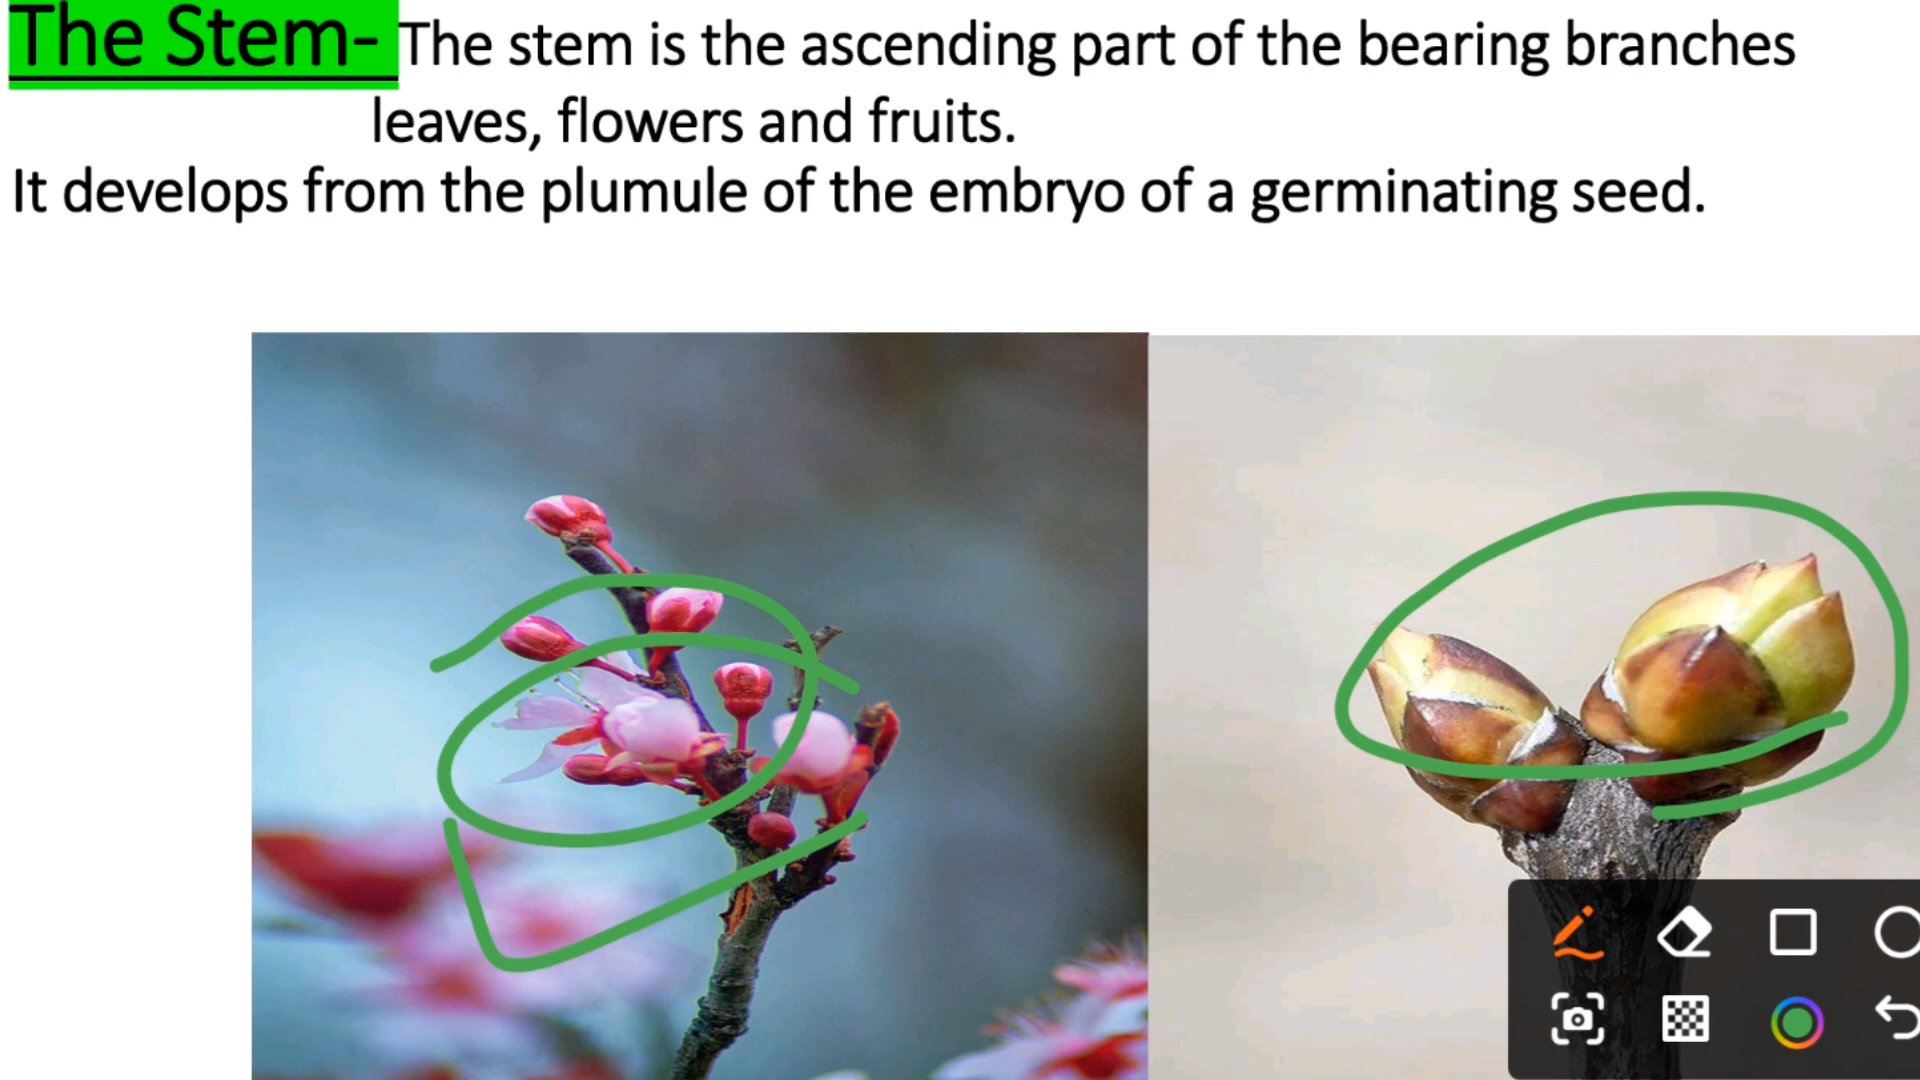 The Stem- The stem is the ascending part of the bearing branches
leaves, flowers and fruits.
It develops from the plumule of the embryo of a germinating seed.